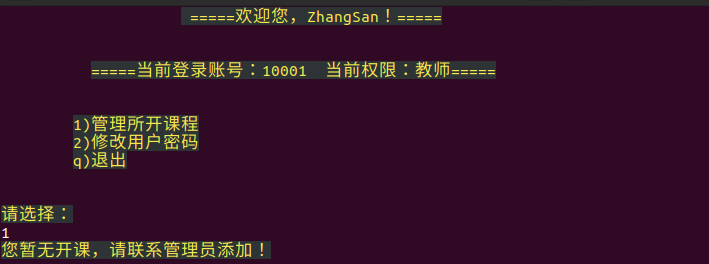 =====欢迎您，ZhangSan！=====
=====当前登录账号：10001  当前权限：教师=====
1)管理所开课程
2)修改用户密码
q)退出
请选择：
1
您暂无开课，请联系管理员添加！